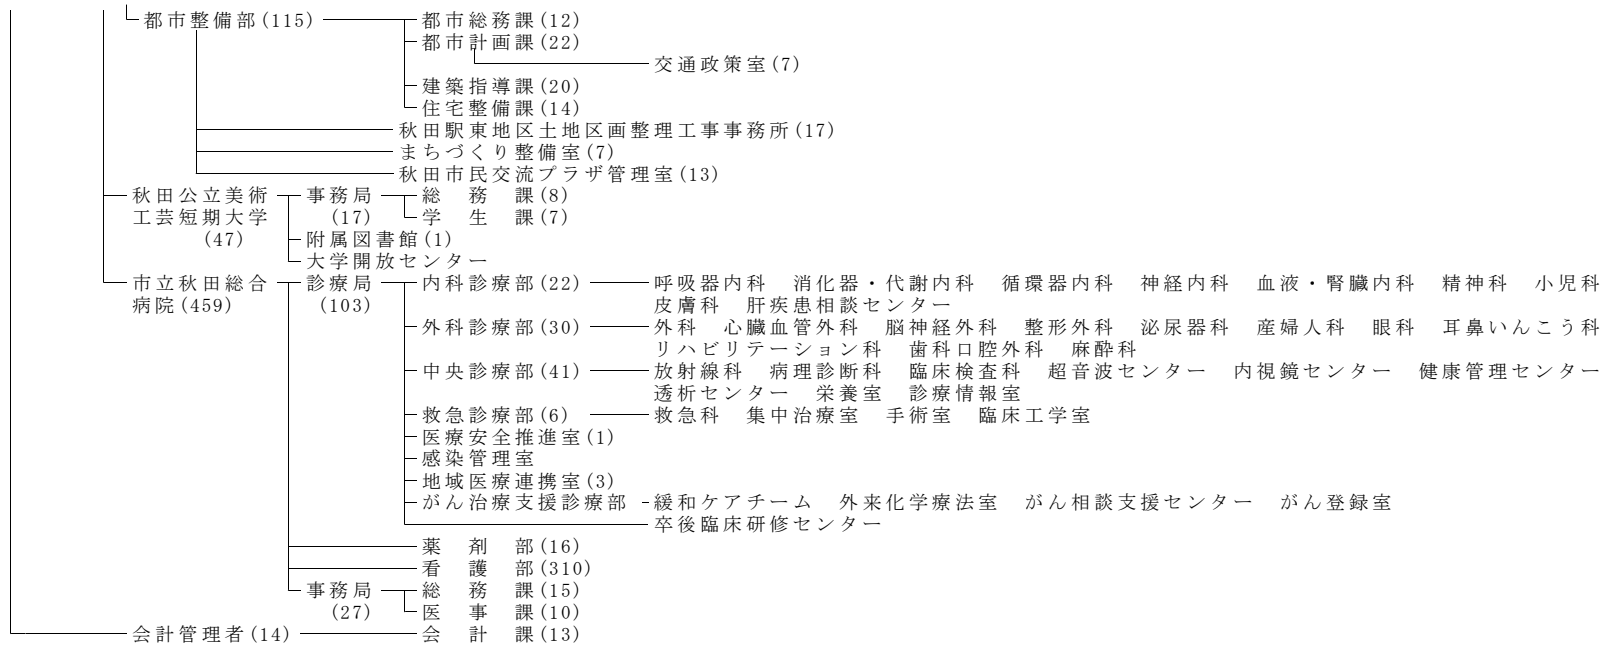 都市整備部(115) 都市総務課(12)
都市計画課(22)
交通政策室(7)
建築指導課(20)
住宅整備課(14)
秋田駅東地区土地区画整理工事事務所(17)
まちづくり整備室(7)
秋田市民交流プラザ管理室(13)
秋田公立美術 事務局 総　務　課(8)
工芸短期大学 (17) 学　生　課(7)
(47) 附属図書館(1)
大学開放センター
市立秋田総合 診療局 内科診療部(22) 呼吸器内科　消化器・代謝内科　循環器内科　神経内科　血液・腎臓内科　精神科　小児科
病院(459) (103) 皮膚科　肝疾患相談センター
外科診療部(30) 外科　心臓血管外科　脳神経外科　整形外科　泌尿器科　産婦人科　眼科　耳鼻いんこう科
リハビリテーション科　歯科口腔外科　麻酔科
中央診療部(41) 放射線科　病理診断科　臨床検査科　超音波センター　内視鏡センター　健康管理センター
透析センター　栄養室　診療情報室
救急診療部(6) 救急科　集中治療室　手術室　臨床工学室
医療安全推進室(1)
感染管理室
地域医療連携室(3)
がん治療支援診療部 緩和ケアチーム　外来化学療法室　がん相談支援センター　がん登録室
卒後臨床研修センター
薬　剤　部(16)
看　護　部(310)
事務局 総　務　課(15)
(27) 医　事　課(10)
会計管理者(14) 会　計　課(13)